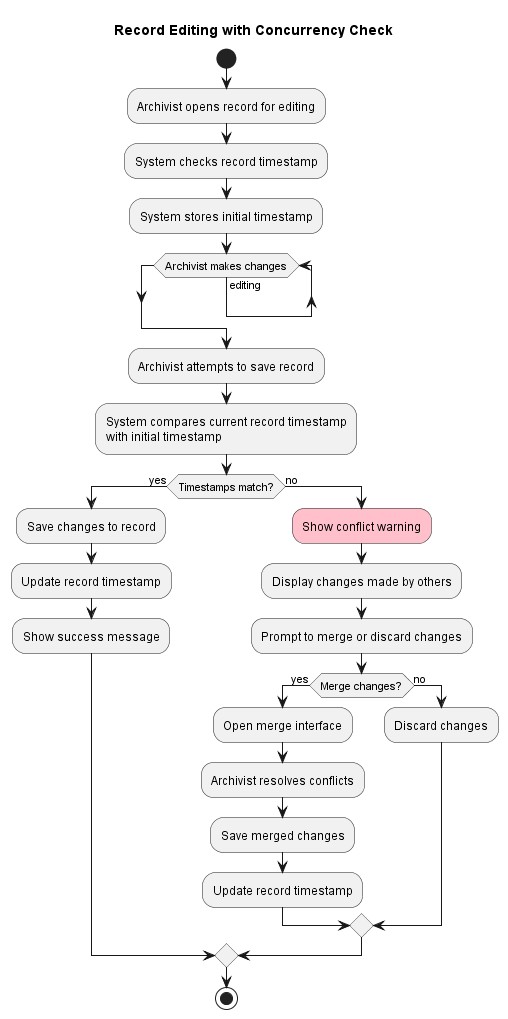 Record Editing with Concurrency Check
Archivist opens record for editing
System checks record timestamp
System stores initial timestamp
Archivist makes changes
editing
Archivist attempts to save record
System compares current record timestamp
with initial timestamp
yes
Timestamps match?
no
Save changes to record
Show conflict warning
Update record timestamp
Display changes made by others
Show success message
Prompt to merge or discard changes
yes
Merge changes?
no
Open merge interface
Discard changes
Archivist resolves conflicts
Save merged changes
Update record timestamp